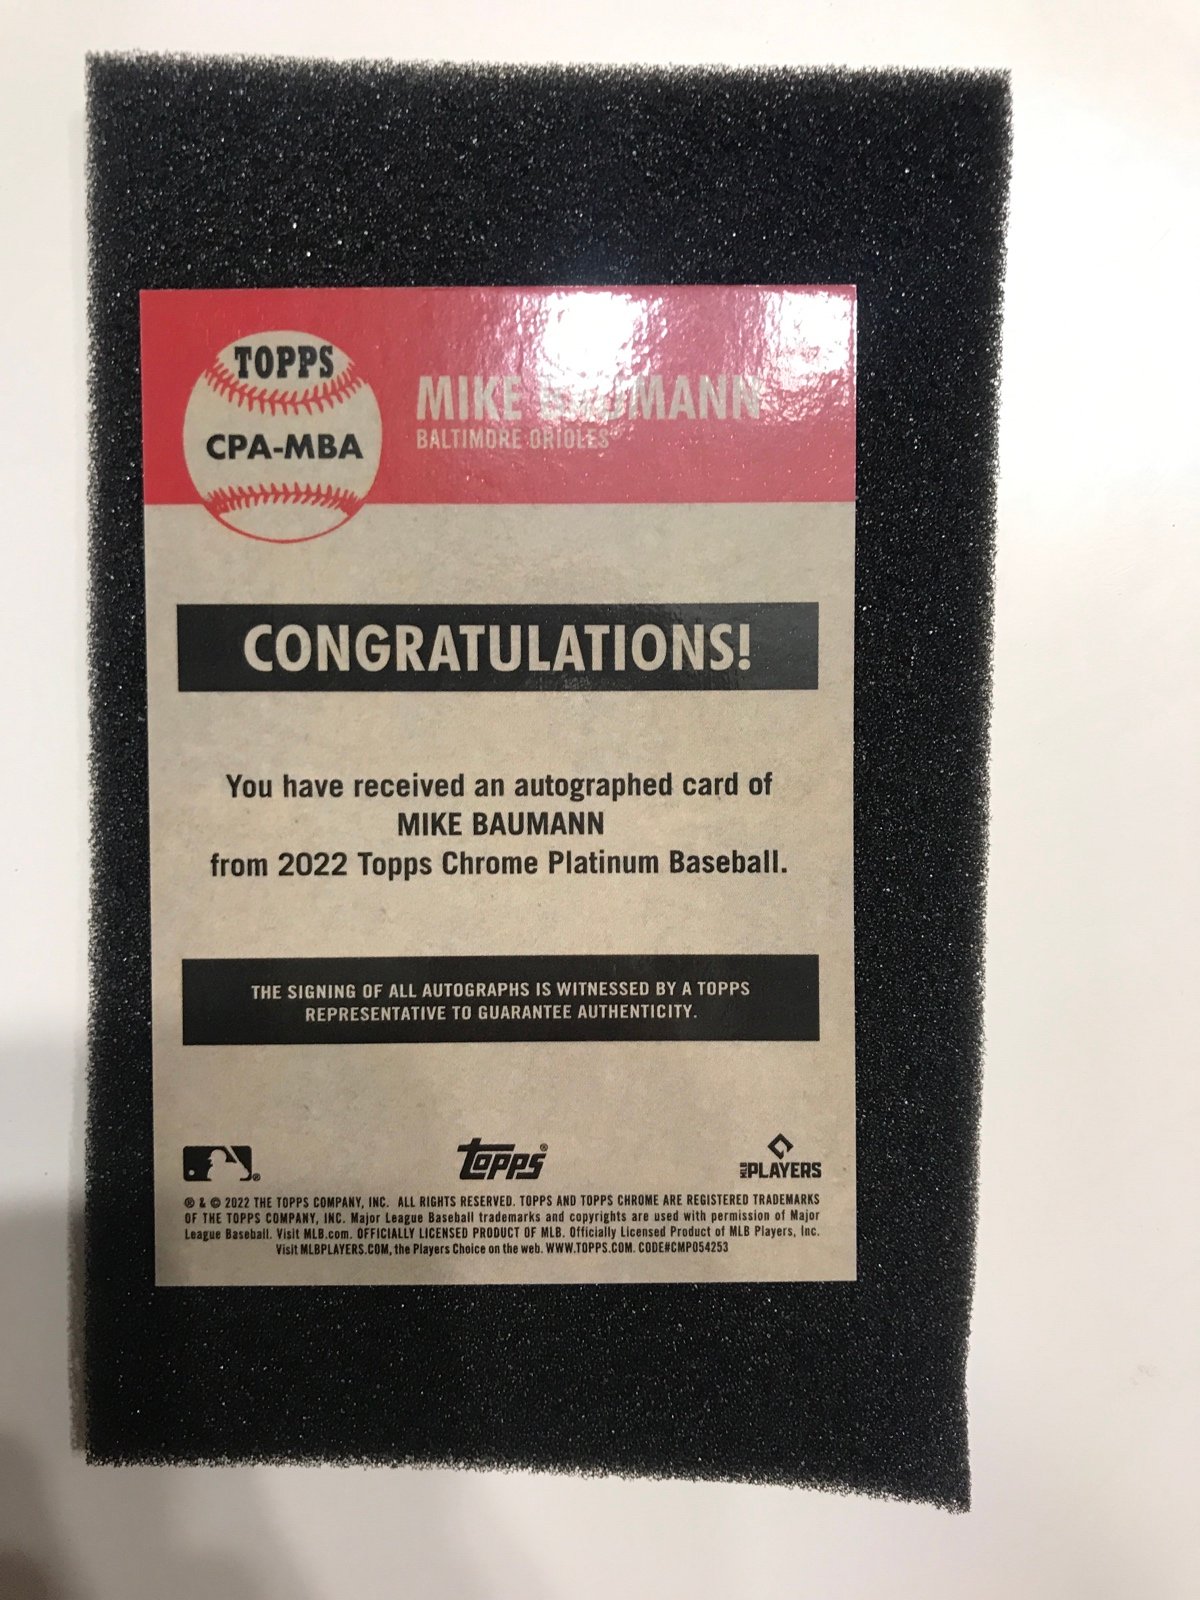 TOPPS
CPA-MBA
MIKE BAUMANN
BALTIMORE ORIOLES®
CONGRATULATIONS!
You have received an autographed card of
MIKE BAUMANN
from 2022 Topps Chrome Platinum Baseball.
THE SIGNING OF ALL AUTOGRAPHS IS WITNESSED BY A TOPPS
REPRESENTATIVE TO GUARANTEE AUTHENTICITY.
® topps® MLB PLAYERS
® & © 2022 THE TOPPS COMPANY, INC. ALL RIGHTS RESERVED. TOPPS AND TOPPS CHROME ARE REGISTERED TRADEMARKS
OF THE TOPPS COMPANY, INC. Major League Baseball trademarks and copyrights are used with permission of Major
League Baseball. Visit MLB.com. OFFICIALLY LICENSED PRODUCT OF MLB. Officially Licensed Product of MLB Players, Inc.
Visit MLBPLAYERS.COM, the Players Choice on the web. WWW.TOPPS.COM. CODE#CMP054253